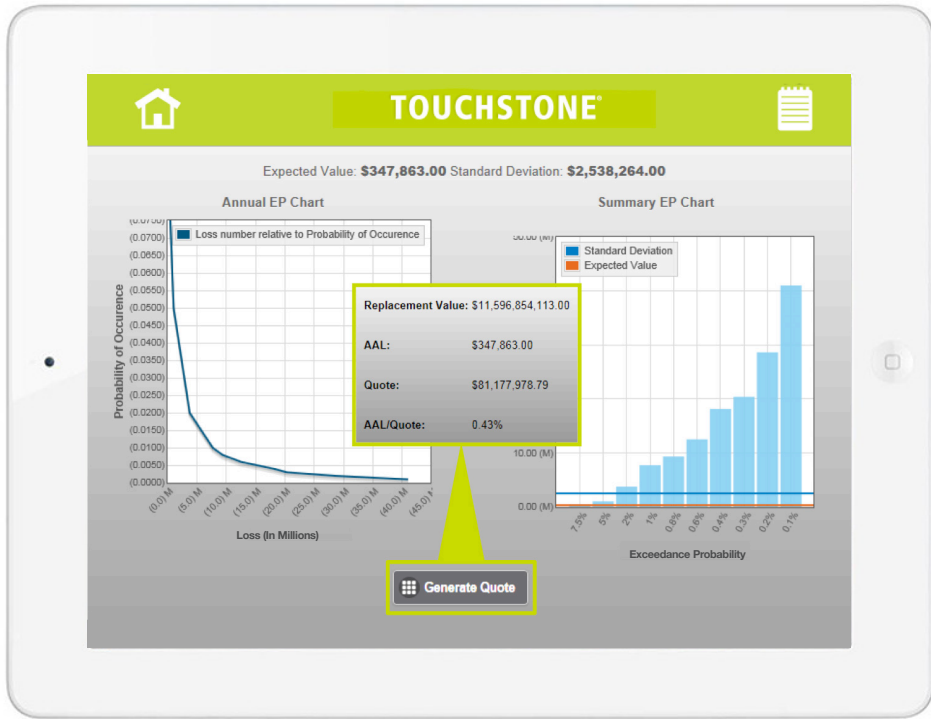 TOUCHSTONE®
Expected Value: $347,863.00 Standard Deviation: $2,538,264.00
Annual EP Chart
Loss number relative to Probability of Occurence
(0.0750)
(0.0700)
(0.0650)
(0.0600)
(0.0550)
(0.0500)
(0.0450)
(0.0400)
(0.0350)
(0.0300)
(0.0250)
(0.0200)
(0.0150)
(0.0100)
(0.0050)
(0.0000)
Probability of Occurence
(0.0) M
(5.0) M
(10.0) M
(15.0) M
(20.0) M
(25.0) M
(30.0) M
(35.0) M
(40.0) M
(45.0)
Loss (In Millions)
Replacement Value: $11,596,854,113.00
AAL: $347,863.00
Quote: $81,177,978.79
AAL/Quote: 0.43%
Summary EP Chart
Standard Deviation
Expected Value
50.00 (M)
10.00 (M)
0.00 (M)
7.5%
5%
2%
1%
0.8%
0.6%
0.4%
0.3%
0.2%
0.1%
Exceedance Probability
Generate Quote